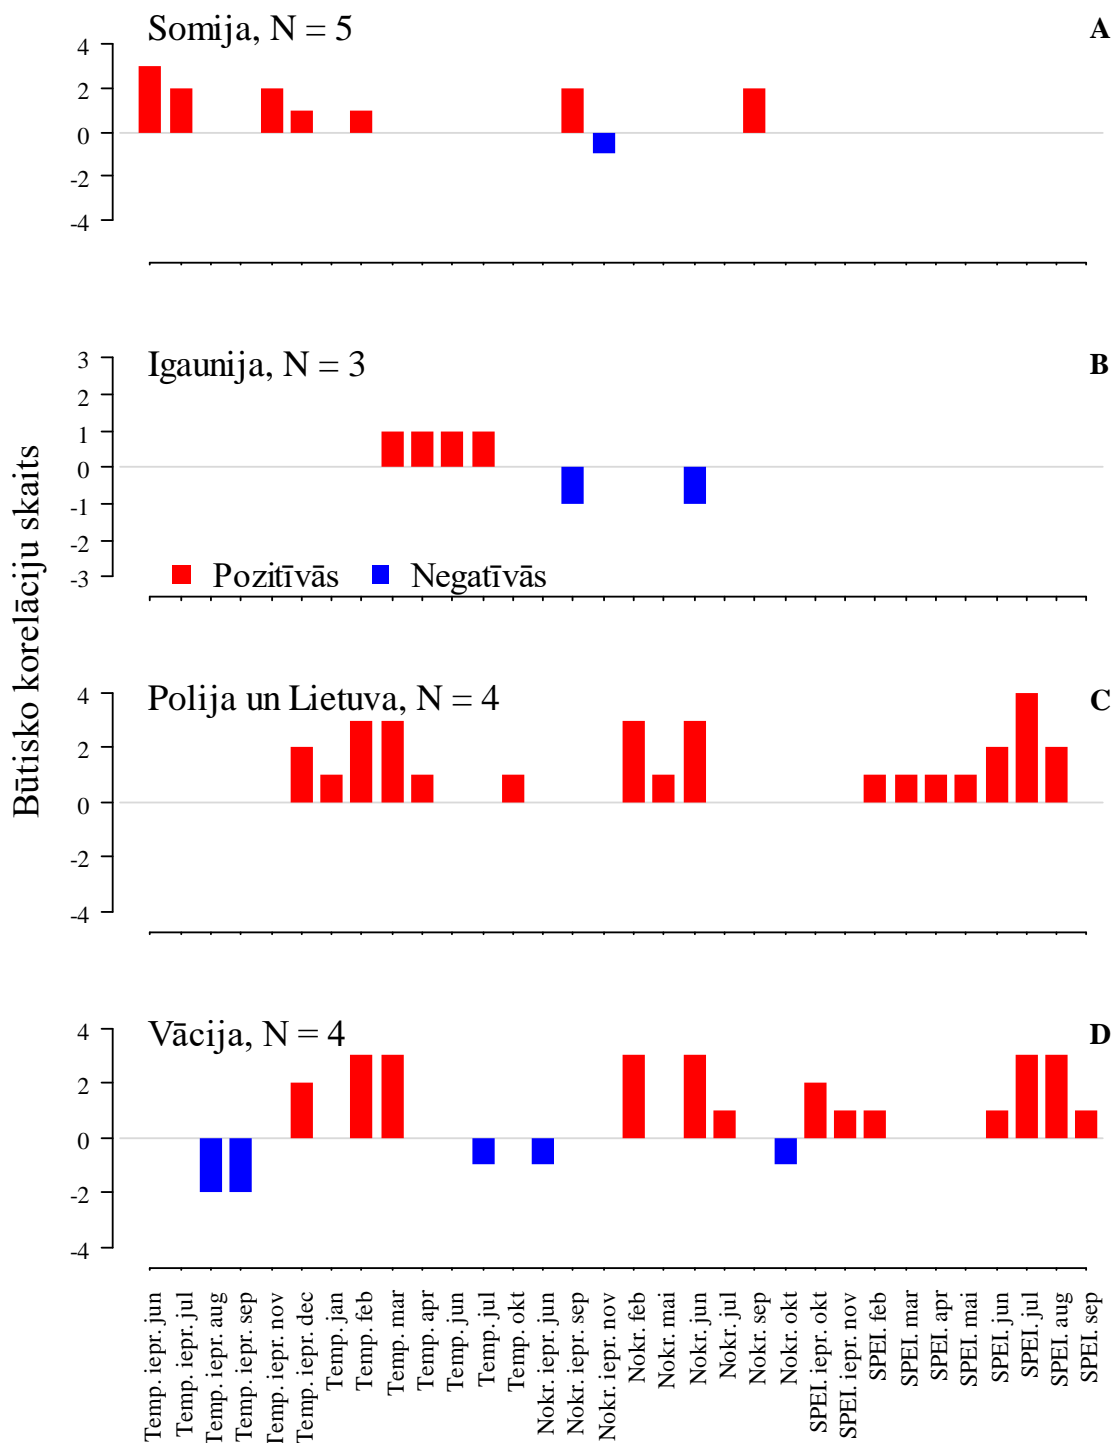 Somija, N = 5
A
4
2
0
-2
-4
Igaunija, N = 3
B
3
2
1
0
-1
-2
-3
Pozitīvās
Negatīvās
Būtisko korelāciju skaits
Polija un Lietuva, N = 4
C
4
2
0
-2
-4
Vācija, N = 4
D
4
2
0
-2
-4
Temp. iepr. jun
Temp. iepr. jul
Temp. iepr. aug
Temp. iepr. sep
Temp. iepr. nov
Temp. iepr. dec
Temp. jan
Temp. feb
Temp. mar
Temp. apr
Temp. jun
Temp. jul
Temp. okt
Nokr. iepr. jun
Nokr. iepr. sep
Nokr. iepr. nov
Nokr. feb
Nokr. mai
Nokr. jun
Nokr. jul
Nokr. sep
Nokr. okt
SPEI. iepr. okt
SPEI. iepr. nov
SPEI. feb
SPEI. mar
SPEI. apr
SPEI. mai
SPEI. jun
SPEI. jul
SPEI. aug
SPEI. sep